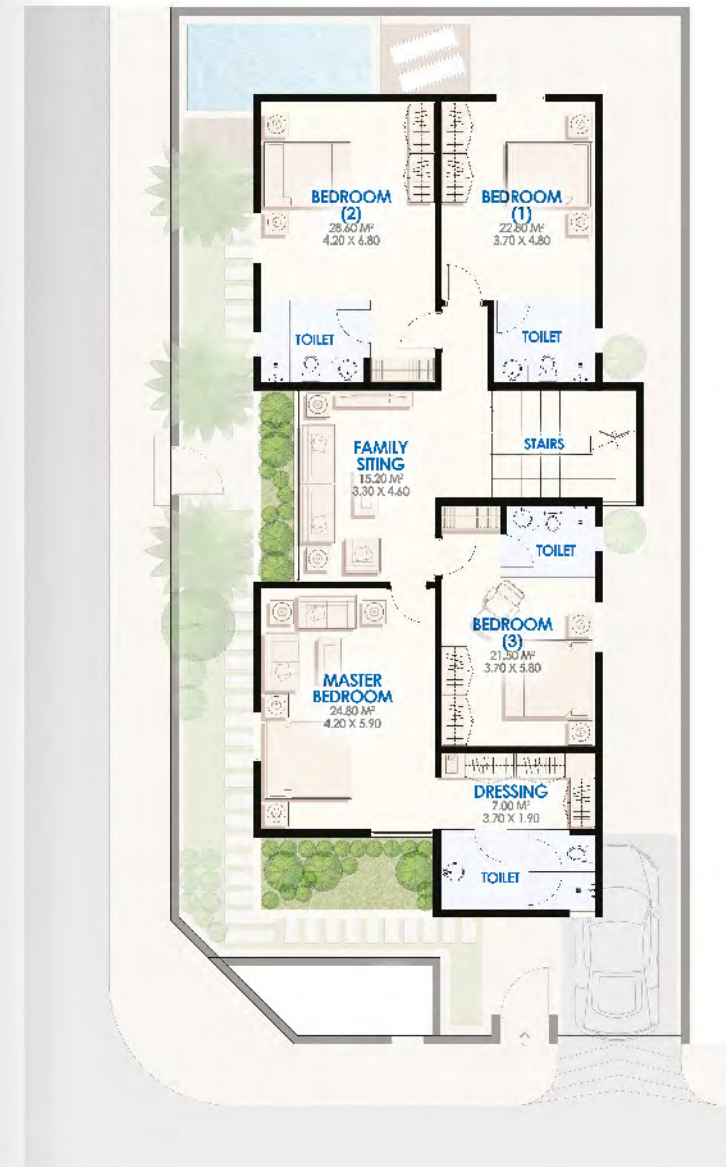 BEDROOM
(2)
28.60 M²
4.20 X 6.80
BEDROOM
(1)
22.80 M²
3.70 X 4.80
TOILET
TOILET
FAMILY
SITING
15.20 M²
3.30 X 4.60
STAIRS
TOILET
BEDROOM
(3)
21.50 M²
3.70 X 5.80
MASTER
BEDROOM
24.80 M²
4.20 X 5.90
DRESSING
7.00 M²
3.70 X 1.90
TOILET